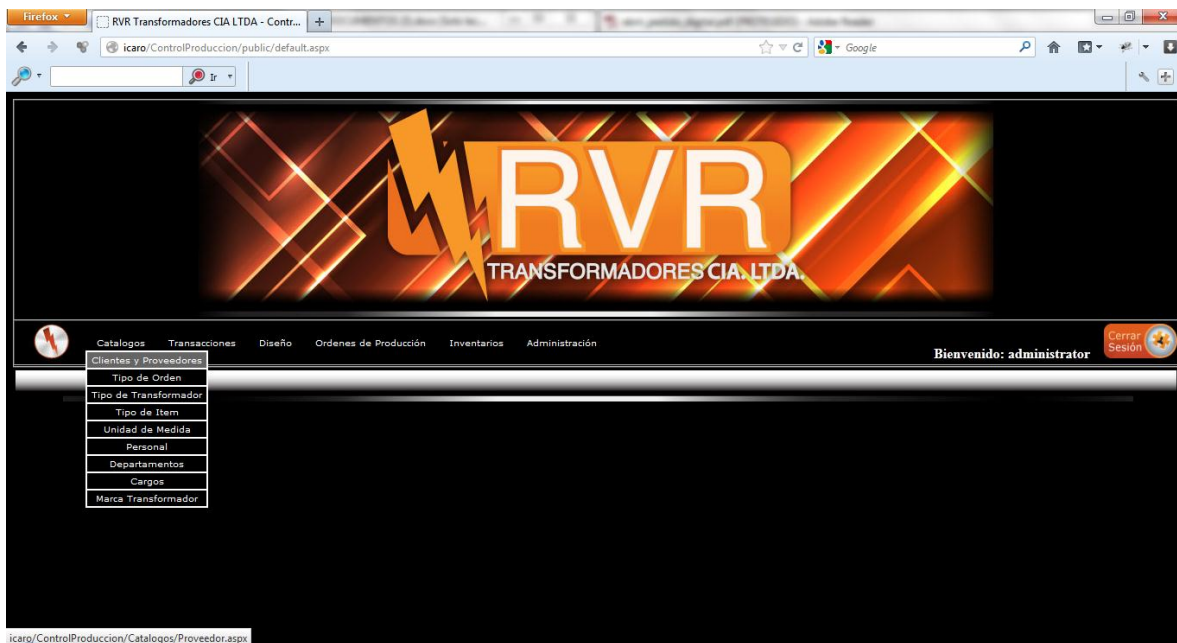 Firefox
RVR Transformadores CIA LTDA - Contr...
icaro/ControlProduccion/public/default.aspx
Google
Ir
RVR
TRANSFORMADORES CIA. LTDA.
Catalogos Transacciones Diseño Ordenes de Producción Inventarios Administración
Bienvenido: administrator
Cerrar
Sesión
Clientes y Proveedores
Tipo de Orden
Tipo de Transformador
Tipo de Item
Unidad de Medida
Personal
Departamentos
Cargos
Marca Transformador
icaro/ControlProduccion/Catalogos/Proveedor.aspx